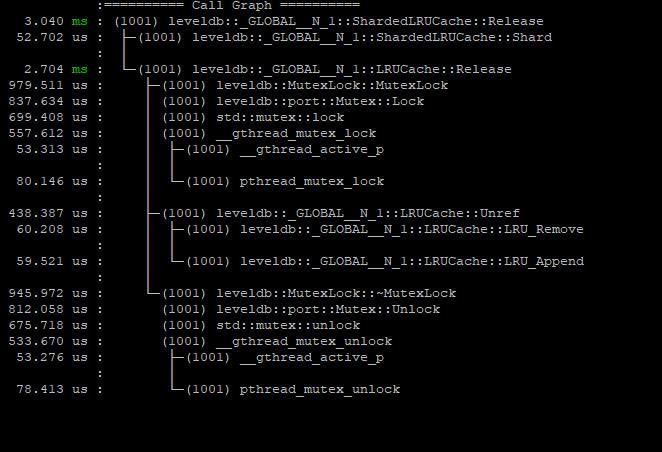 :========== Call Graph ==========
3.040 ms : (1001) leveldb::_GLOBAL__N_1::ShardedLRUCache::Release
52.702 us : ├─(1001) leveldb::_GLOBAL__N_1::ShardedLRUCache::Shard
: │
2.704 ms : └─(1001) leveldb::_GLOBAL__N_1::LRUCache::Release
979.511 us : ├─(1001) leveldb::MutexLock::MutexLock
837.634 us : │ (1001) leveldb::port::Mutex::Lock
699.408 us : │ (1001) std::mutex::lock
557.612 us : │ (1001) __gthread_mutex_lock
53.313 us : │ ├─(1001) __gthread_active_p
: │ │
80.146 us : │ └─(1001) pthread_mutex_lock
: │
438.387 us : ├─(1001) leveldb::_GLOBAL__N_1::LRUCache::Unref
60.208 us : │ ├─(1001) leveldb::_GLOBAL__N_1::LRUCache::LRU_Remove
: │ │
59.521 us : │ └─(1001) leveldb::_GLOBAL__N_1::LRUCache::LRU_Append
: │
945.972 us : └─(1001) leveldb::MutexLock::~MutexLock
812.058 us : (1001) leveldb::port::Mutex::Unlock
675.718 us : (1001) std::mutex::unlock
533.670 us : (1001) __gthread_mutex_unlock
53.276 us : ├─(1001) __gthread_active_p
: │
78.413 us : └─(1001) pthread_mutex_unlock